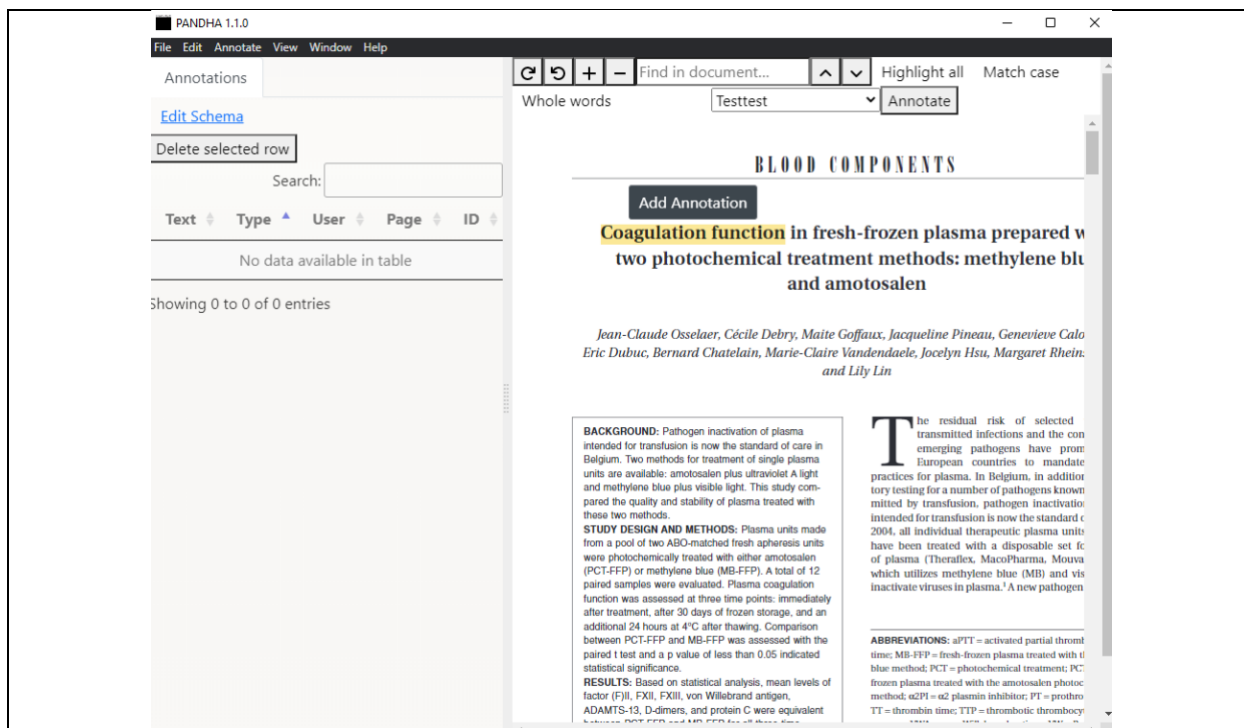 PANDHA 1.1.0
File Edit Annotate View Window Help
Annotations
Edit Schema
Delete selected row
Search:
Text Type User Page ID
No data available in table
Showing 0 to 0 of 0 entries
Find in document... Highlight all Match case
Whole words Testtest Annotate
BLOOD COMPONENTS
Add Annotation
Coagulation function in fresh-frozen plasma prepared w
two photochemical treatment methods: methylene blu
and amotosalen
Jean-Claude Osselaer, Cécile Debry, Maite Goffaux, Jacqueline Pineau, Genevieve Calo
Eric Dubuc, Bernard Chatelain, Marie-Claire Vandendaele, Jocelyn Hsu, Margaret Rheins
and Lily Lin
BACKGROUND: Pathogen inactivation of plasma
intended for transfusion is now the standard of care in
Belgium. Two methods for treatment of single plasma
units are available: amotosalen plus ultraviolet A light
and methylene blue plus visible light. This study com-
pared the quality and stability of plasma treated with
these two methods.
STUDY DESIGN AND METHODS: Plasma units made
from a pool of two ABO-matched fresh apheresis units
were photochemically treated with either amotosalen
(PCT-FFP) or methylene blue (MB-FFP). A total of 12
paired samples were evaluated. Plasma coagulation
function was assessed at three time points: immediately
after treatment, after 30 days of frozen storage, and an
additional 24 hours at 4°C after thawing. Comparison
between PCT-FFP and MB-FFP was assessed with the
paired t test and a p value of less than 0.05 indicated
statistical significance.
RESULTS: Based on statistical analysis, mean levels of
factor (F)II, FXII, FXIII, von Willebrand antigen,
ADAMTS-13, D-dimers, and protein C were equivalent
between PCT-FFP and MB-FFP for all three time
The residual risk of selected
transmitted infections and the con
emerging pathogens have prom
European countries to mandate
practices for plasma. In Belgium, in addition
tory testing for a number of pathogens known
mitted by transfusion, pathogen inactivation
intended for transfusion is now the standard o
2004, all individual therapeutic plasma units
have been treated with a disposable set fo
of plasma (Theraflex, MacoPharma, Mouva
which utilizes methylene blue (MB) and vis
inactivate viruses in plasma.¹ A new pathogen
ABBREVIATIONS: aPTT = activated partial thromb
time; MB-FFP = fresh-frozen plasma treated with th
blue method; PCT = photochemical treatment; PCT
frozen plasma treated with the amotosalen photoc
method; α2PI = α2 plasmin inhibitor; PT = prothro
TT = thrombin time; TTP = thrombotic thrombocy